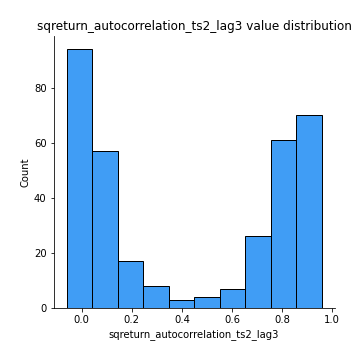 sqreturn_autocorrelation_ts2_lag3 value distribution
Count
80
60
40
20
0
0.0 0.2 0.4 0.6 0.8 1.0
sqreturn_autocorrelation_ts2_lag3